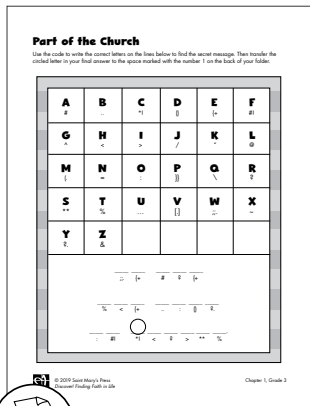 Part of the Church
Use the code to write the correct letters on the lines below to find the secret message. Then transfer the
circled letter in your final answer to the space marked with the number 1 on the back of your folder.
A B C D E F
# .. *! () {+ #!
G H I J K L
^ < > / " @
M N O P Q R
(. = : }} \ ?
S T U V W X
** % ... [.] ;;. ~
Y Z
&
;;. {+ # {+
% < {+ .. : ()
: #! *! < > ** %
© 2019 Saint Mary's Press
Discover! Finding Faith in Life
Chapter 1, Grade 3